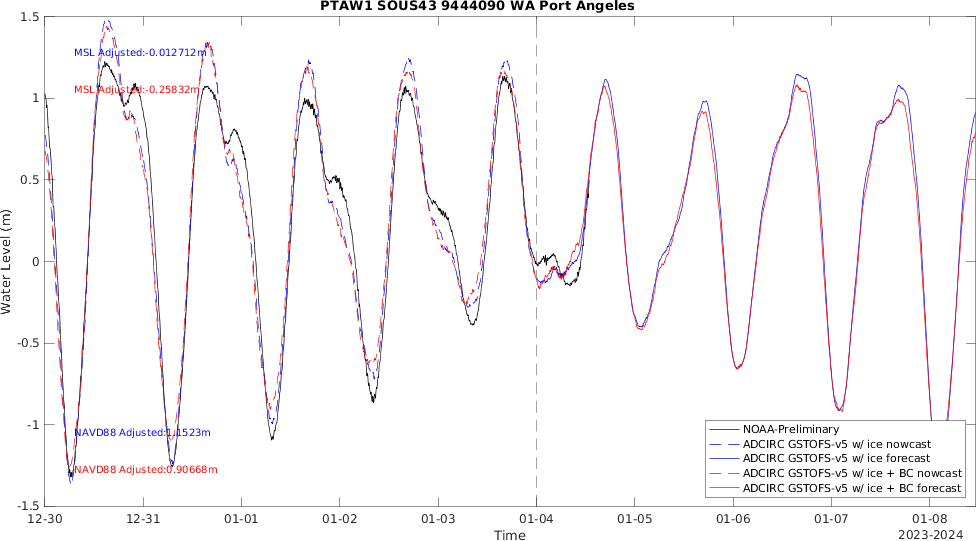 PTAW1 SOUS43 9444090 WA Port Angeles
1.5
1
0.5
0
-0.5
-1
-1.5
Water Level (m)
MSL Adjusted:-0.012712m
MSL Adjusted:-0.25832m
NAVD88 Adjusted:1.1523m
NAVD88 Adjusted:0.90668m
NOAA-Preliminary
ADCIRC GSTOFS-v5 w/ ice nowcast
ADCIRC GSTOFS-v5 w/ ice forecast
ADCIRC GSTOFS-v5 w/ ice + BC nowcast
ADCIRC GSTOFS-v5 w/ ice + BC forecast
12-30 12-31 01-01 01-02 01-03 01-04 01-05 01-06 01-07 01-08
Time
2023-2024